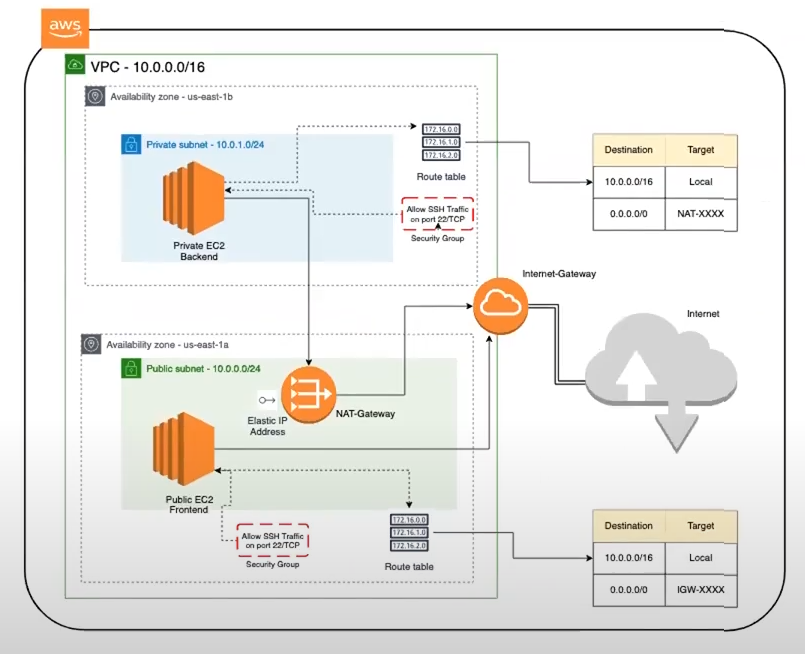 aws
VPC - 10.0.0.0/16
Availability zone - us-east-1b
Private subnet - 10.0.1.0/24
172.16.0.0
172.16.1.0
172.16.2.0
Route table
Private EC2
Backend
Allow SSH Traffic
on port 22/TCP
Security Group
Destination Target
10.0.0.0/16 Local
0.0.0.0/0 NAT-XXXX
Internet-Gateway
Internet
Availability zone - us-east-1a
Public subnet - 10.0.0.0/24
NAT-Gateway
Elastic IP
Address
Public EC2
Frontend
Allow SSH Traffic
on port 22/TCP
Security Group
172.16.0.0
172.16.1.0
172.16.2.0
Route table
Destination Target
10.0.0.0/16 Local
0.0.0.0/0 IGW-XXXX